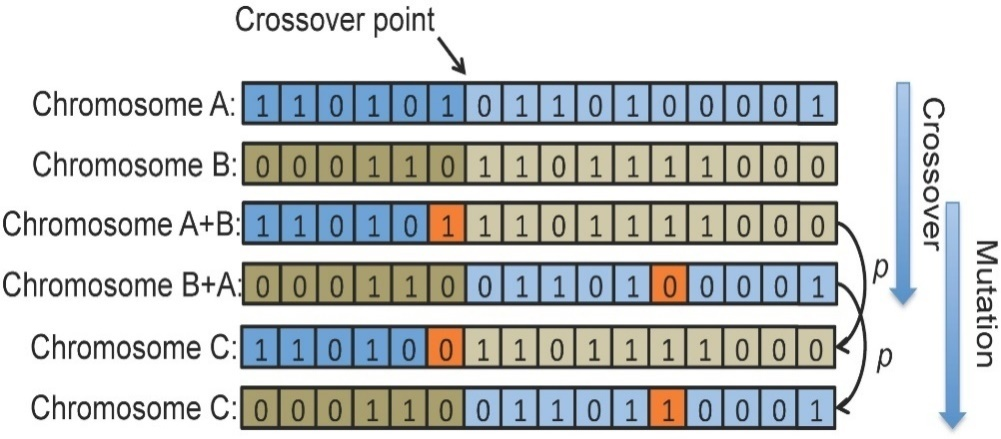 Crossover point
Chromosome A: 1 1 0 1 0 1 0 1 1 0 1 0 0 0 0 1
Chromosome B: 0 0 0 1 1 0 1 1 0 1 1 1 1 0 0 0
Chromosome A+B: 1 1 0 1 0 1 1 1 0 1 1 1 1 0 0 0
Chromosome B+A: 0 0 0 1 1 0 0 1 1 0 1 0 0 0 0 1
Chromosome C: 1 1 0 1 0 0 1 1 0 1 1 1 1 0 0 0
Chromosome C: 0 0 0 1 1 0 0 1 1 0 1 1 0 0 0 1
p
p
Crossover
Mutation